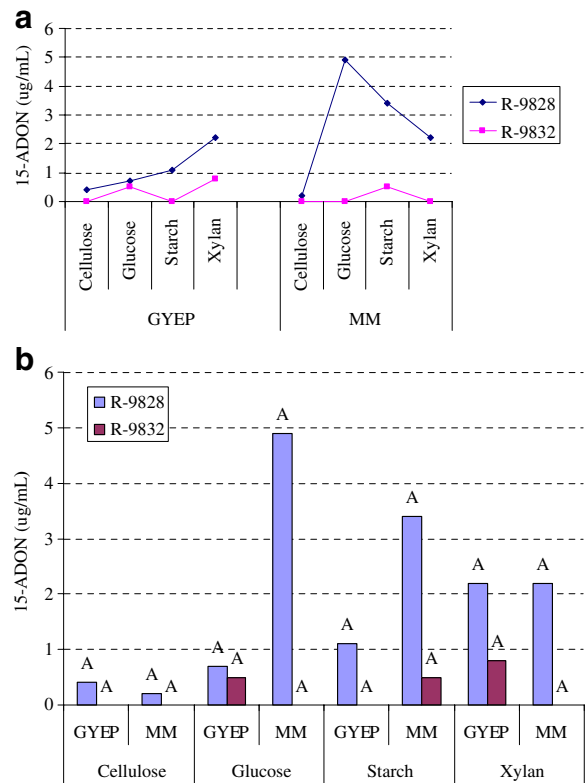 a
15-ADON (ug/mL)
6
5
4
3
2
1
0
Cellulose
Glucose
Starch
Xylan
Cellulose
Glucose
Starch
Xylan
GYEP MM
R-9828
R-9832
b
15-ADON (ug/mL)
6
5
4
3
2
1
0
R-9828
R-9832
A A A A A A A A A A A A A A A A
GYEP MM GYEP MM GYEP MM GYEP MM
Cellulose Glucose Starch Xylan